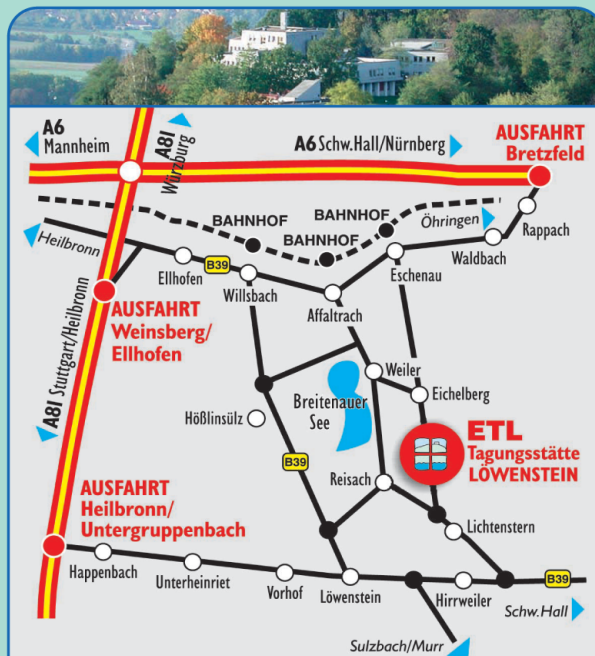 A6
Mannheim
A81
Würzburg
A6 Schw.Hall/Nürnberg
AUSFAHRT
Bretzfeld
BAHNHOF
BAHNHOF
BAHNHOF
Öhringen
Rappach
Waldbach
Heilbronn
Ellhofen
B39
Willsbach
Eschenau
Affaltrach
AUSFAHRT
Weinsberg/
Ellhofen
A81 Stuttgart/Heilbronn
Weiler
Eichelberg
Breitenauer
See
Hößlinsülz
ETL
Tagungsstätte
LÖWENSTEIN
B39
Reisach
AUSFAHRT
Heilbronn/
Untergruppenbach
Lichtenstern
Happenbach
Unterheinriet
Vorhof
Löwenstein
Hirrweiler
B39
Schw.Hall
Sulzbach/Murr